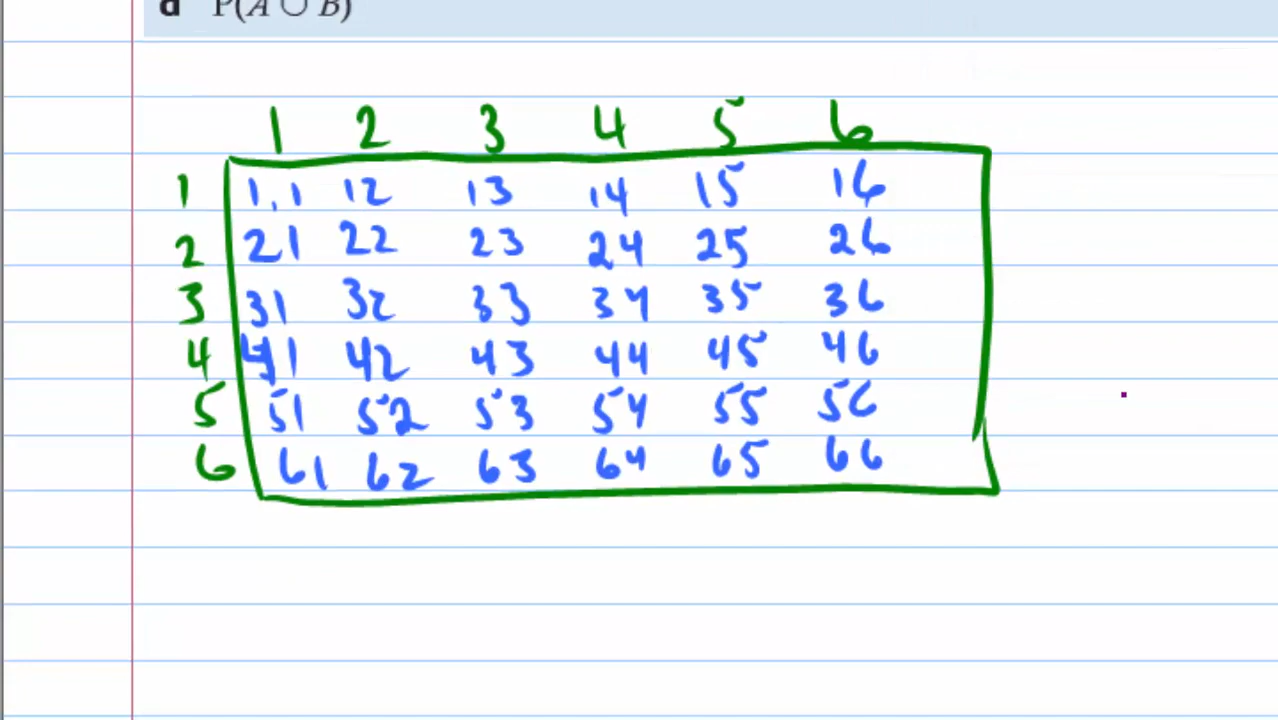 d P(A ∪ B)
1 2 3 4 5 6
1 1,1 12 13 14 15 16
2 21 22 23 24 25 26
3 31 32 33 34 35 36
4 41 42 43 44 45 46
5 51 52 53 54 55 56
6 61 62 63 64 65 66